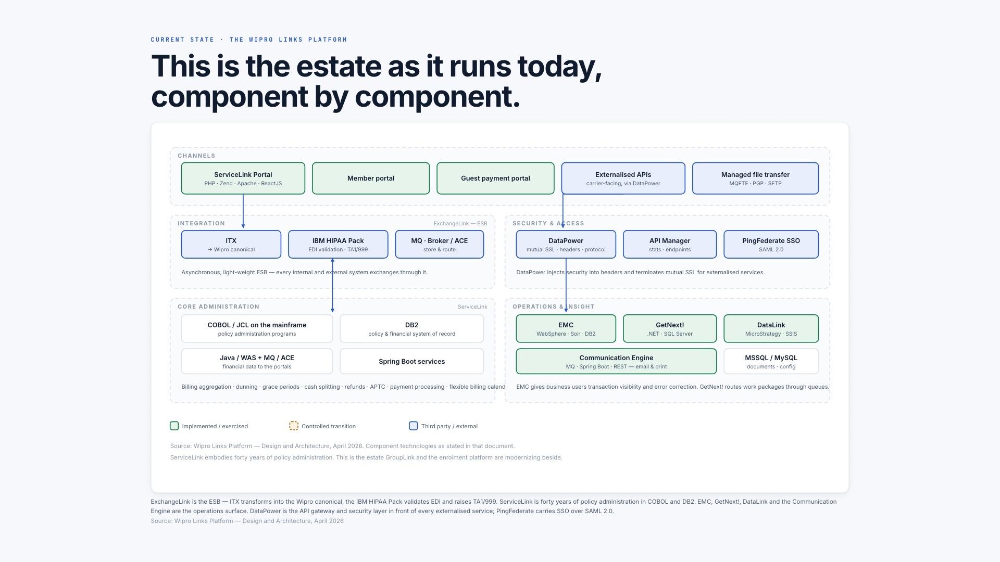 CURRENT STATE · THE WIPRO LINKS PLATFORM
This is the estate as it runs today,
component by component.
CHANNELS
ServiceLink Portal
PHP · Zend · Apache · ReactJS
Member portal
Guest payment portal
Externalised APIs
carrier-facing, via DataPower
Managed file transfer
MQFTE · PGP · SFTP
INTEGRATION
ExchangeLink — ESB
ITX
→ Wipro canonical
IBM HIPAA Pack
EDI validation · TA1/999
MQ · Broker / ACE
store & route
Asynchronous, light-weight ESB — every internal and external system exchanges through it.
SECURITY & ACCESS
DataPower
mutual SSL · headers · protocol
API Manager
stats · endpoints
PingFederate SSO
SAML 2.0
DataPower injects security into headers and terminates mutual SSL for externalised services.
CORE ADMINISTRATION
ServiceLink
COBOL / JCL on the mainframe
policy administration programs
DB2
policy & financial system of record
Java / WAS + MQ / ACE
financial data to the portals
Spring Boot services
Billing aggregation · dunning · grace periods · cash splitting · refunds · APTC · payment processing · flexible billing calend
OPERATIONS & INSIGHT
EMC
WebSphere · Solr · DB2
GetNext!
.NET · SQL Server
DataLink
MicroStrategy · SSIS
Communication Engine
MQ · Spring Boot · REST — email & print
MSSQL / MySQL
documents · config
EMC gives business users transaction visibility and error correction. GetNext! routes work packages through queues.
Implemented / exercised
Controlled transition
Third party / external
Source: Wipro Links Platform — Design and Architecture, April 2026. Component technologies as stated in that document.
ServiceLink embodies forty years of policy administration. This is the estate GroupLink and the enrolment platform are modernizing beside.
ExchangeLink is the ESB — ITX transforms into the Wipro canonical, the IBM HIPAA Pack validates EDI and raises TA1/999. ServiceLink is forty years of policy administration in COBOL and DB2. EMC, GetNext!, DataLink and the Communication
Engine are the operations surface. DataPower is the API gateway and security layer in front of every externalised service; PingFederate carries SSO over SAML 2.0.
Source: Wipro Links Platform — Design and Architecture, April 2026